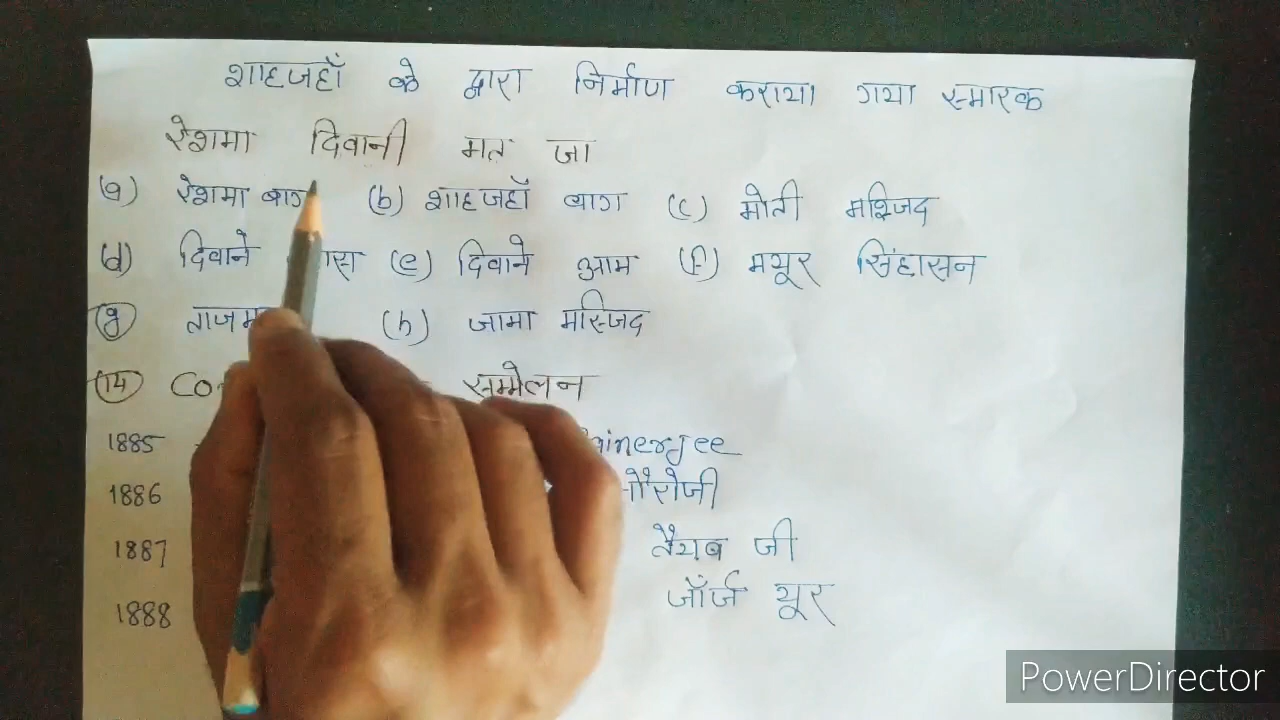 शाहजहाँ के द्वारा निर्माण कराया गया स्मारक
रेशमा दिवानी मत जा
(a) रेशमा बाग (b) शाहजहाँ बाग (c) मोती मस्जिद
(d) दिवाने (e) दिवाने आम (f) मयूर सिंहासन
(g) (h) जामा मस्जिद
(14) सम्मेलन
1885
1886
1887 तैयब जी
1888 जॉर्ज यूर
PowerDirector